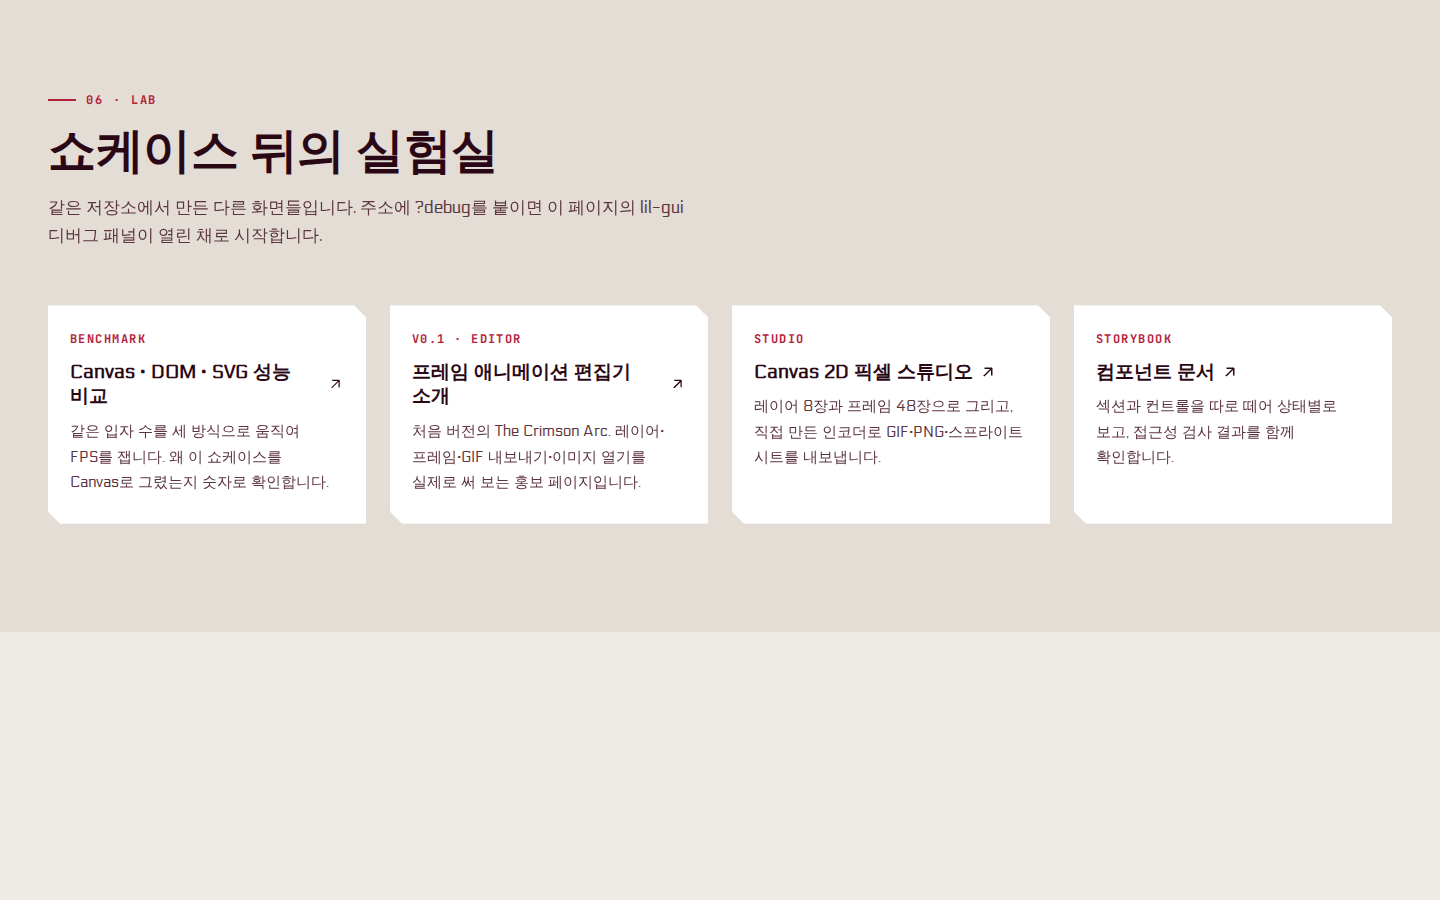 06 · LAB
쇼케이스 뒤의 실험실
같은 저장소에서 만든 다른 화면들입니다. 주소에 ?debug를 붙이면 이 페이지의 lil-gui
디버그 패널이 열린 채로 시작합니다.
BENCHMARK
Canvas · DOM · SVG 성능
비교
같은 입자 수를 세 방식으로 움직여
FPS를 잽니다. 왜 이 쇼케이스를
Canvas로 그렸는지 숫자로 확인합니다.
V0.1 · EDITOR
프레임 애니메이션 편집기
소개
처음 버전의 The Crimson Arc. 레이어·
프레임·GIF 내보내기·이미지 열기를
실제로 써 보는 홍보 페이지입니다.
STUDIO
Canvas 2D 픽셀 스튜디오
레이어 8장과 프레임 48장으로 그리고,
직접 만든 인코더로 GIF·PNG·스프라이트
시트를 내보냅니다.
STORYBOOK
컴포넌트 문서
섹션과 컨트롤을 따로 떼어 상태별로
보고, 접근성 검사 결과를 함께
확인합니다.